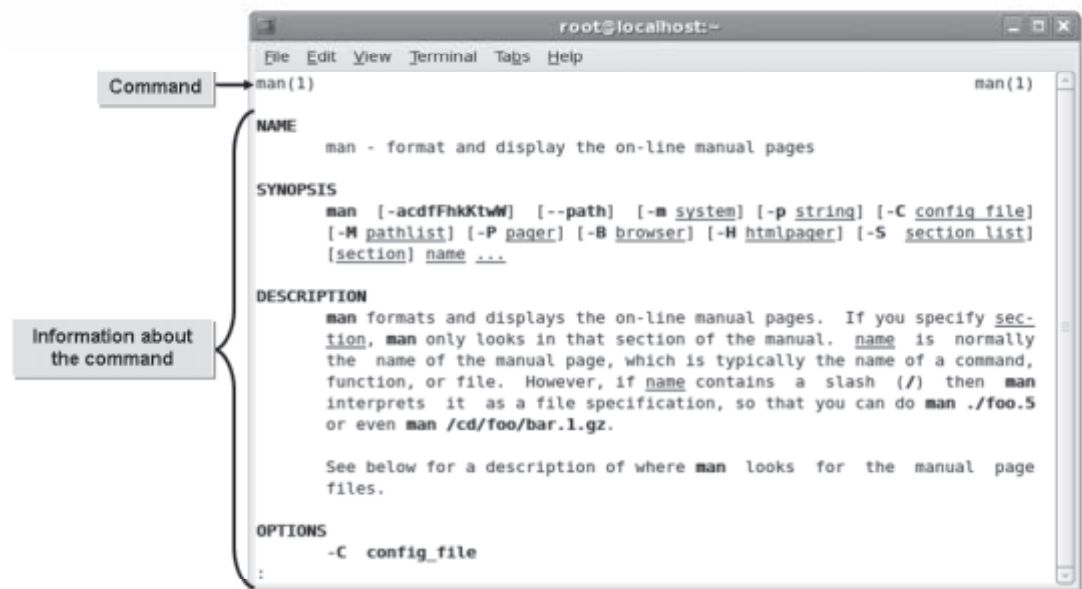 root@localhost:~
File Edit View Terminal Tabs Help
Command
man(1) man(1)
NAME
man - format and display the on-line manual pages
SYNOPSIS
man [-acdfFhkKtwW] [--path] [-m system] [-p string] [-C config_file]
[-M pathlist] [-P pager] [-B browser] [-H htmlpager] [-S section_list]
[section] name ...
DESCRIPTION
man formats and displays the on-line manual pages. If you specify sec-
tion, man only looks in that section of the manual. name is normally
the name of the manual page, which is typically the name of a command,
function, or file. However, if name contains a slash (/) then man
interprets it as a file specification, so that you can do man ./foo.5
or even man /cd/foo/bar.1.gz.
See below for a description of where man looks for the manual page
files.
OPTIONS
-C config_file
:
Information about
the command